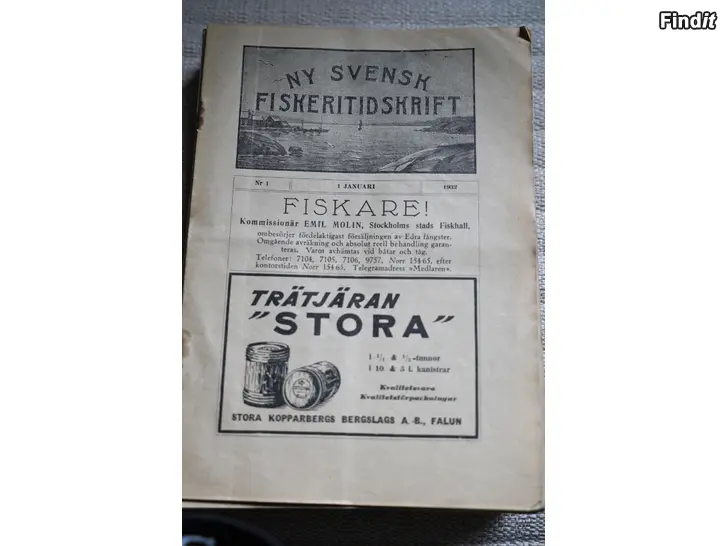 Findit
NY SVENSK
FISKERITIDSKRIFT
Nr 1 1 JANUARI 1932
FISKARE!
Kommissionär EMIL MOLIN, Stockholms stads Fiskhall,
ombesörjer fördelaktigast försäljningen av Edra fångster.
Omgående avräkning och absolut reell behandling garan-
teras. Varor avhämtas vid båtar och tåg.
Telefoner: 7104, 7105, 7106, 9757, Norr 154 65, efter
kontorstiden Norr 154 65. Telegramadress »Medlaren».
TRÄTJÄRAN
"STORA"
i 1/1 & 1/2-tunnor
i 10 & 5 l. kanistrar
Kvalitetsvara
Kvalitetsförpackningar
STORA KOPPARBERGS BERGSLAGS A.-B., FALUN